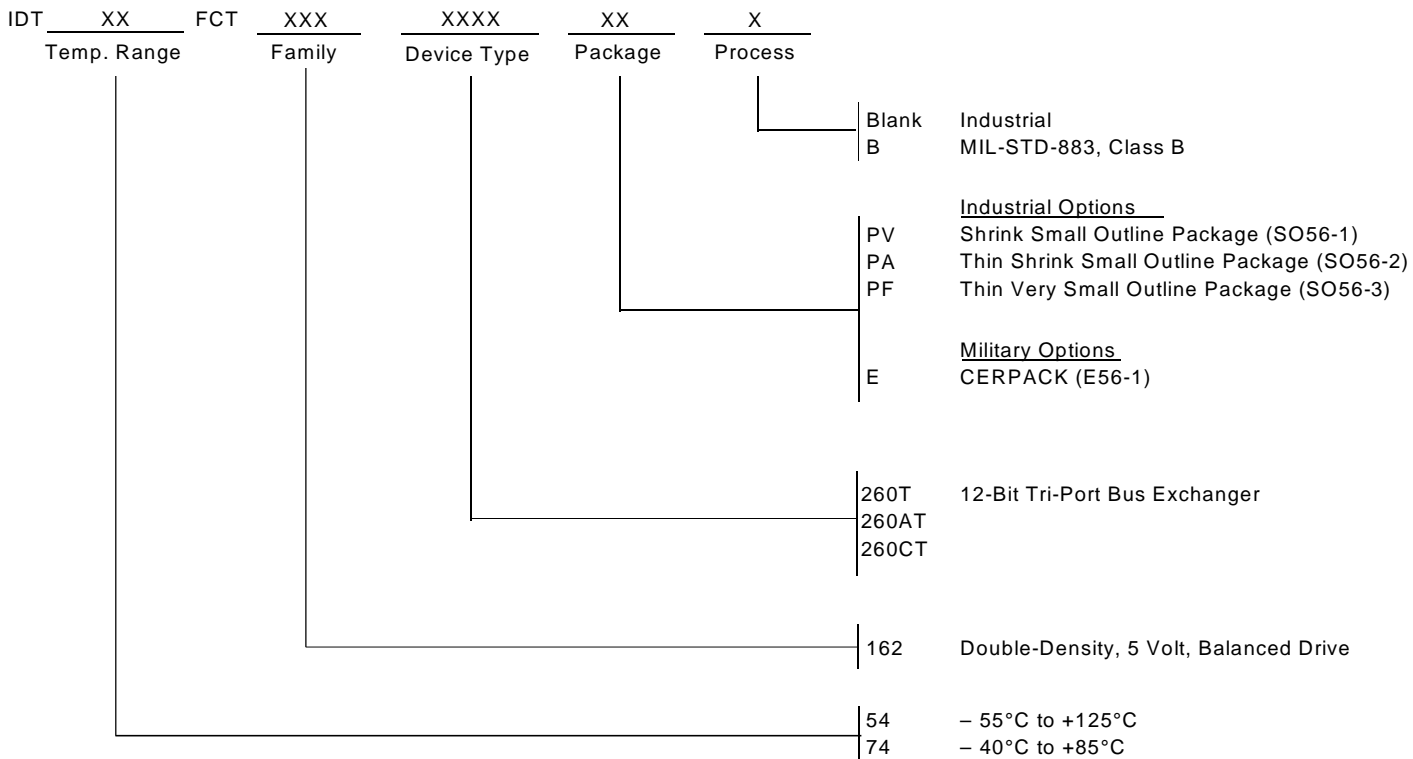 IDT XX FCT XXX XXXX XX X
Temp. Range Family Device Type Package Process
Blank Industrial
B MIL-STD-883, Class B
Industrial Options
PV Shrink Small Outline Package (SO56-1)
PA Thin Shrink Small Outline Package (SO56-2)
PF Thin Very Small Outline Package (SO56-3)
Military Options
E CERPACK (E56-1)
260T 12-Bit Tri-Port Bus Exchanger
260AT
260CT
162 Double-Density, 5 Volt, Balanced Drive
54 – 55°C to +125°C
74 – 40°C to +85°C